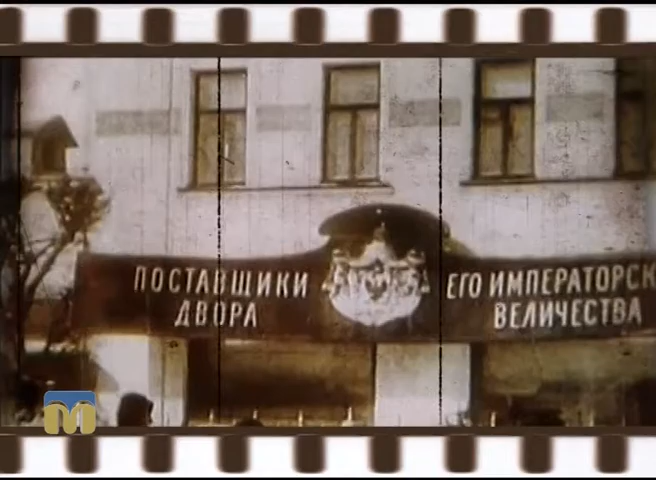 ПОСТАВЩИКИ
ДВОРА
ЕГО ИМПЕРАТОРСК
ВЕЛИЧЕСТВА
М